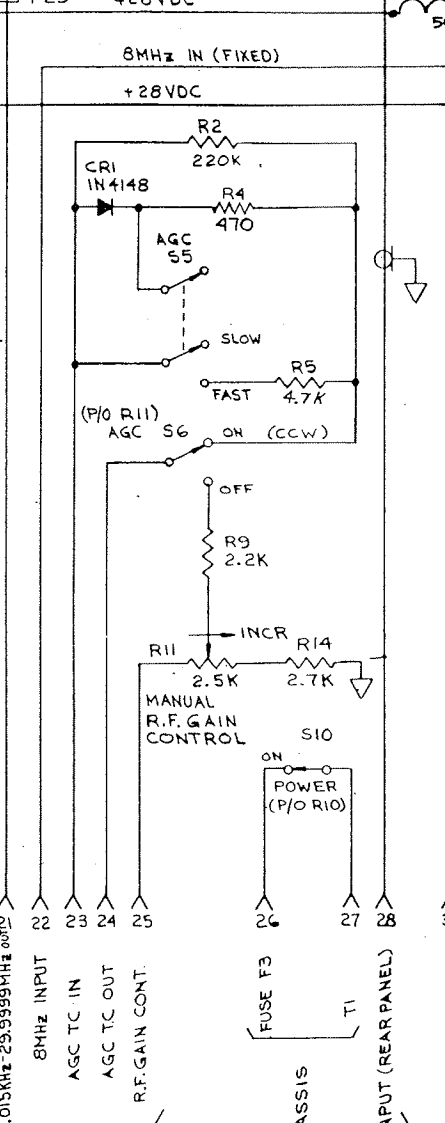 +28VDC
8MHz IN (FIXED)
+28VDC
R2
220K
CR1
1N4148
R4
470
AGC
S5
SLOW
R5
4.7K
FAST
(P/O R11)
AGC S6 ON (CCW)
OFF
R9
2.2K
INCR
R11
2.5K
R14
2.7K
MANUAL
R.F. GAIN
CONTROL
S10
ON
POWER
(P/O R10)
22
23
24
25
26
27
28
.015KHz-29.9999MHz
8MHz INPUT
AGC TC IN
AGC TC OUT
R.F. GAIN CONT.
FUSE F3
T1
ASSIS
PUT (REAR PANEL)